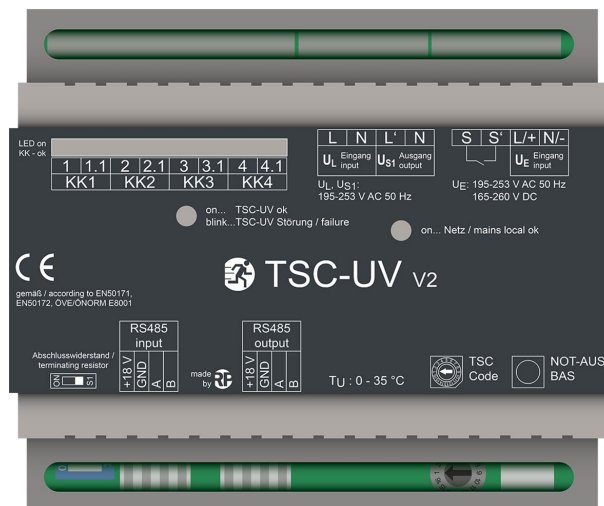 LED on
KK - ok
1 1.1 2 2.1 3 3.1 4 4.1
KK1 KK2 KK3 KK4
L N L' N
UL Eingang input US1 Ausgang output
UL, US1:
195-253 V AC 50 Hz
S S' L/+ N/-
UE Eingang input
UE: 195-253 V AC 50 Hz
165-260 V DC
on... TSC-UV ok
blink...TSC-UV Störung / failure
on... Netz / mains local ok
CE
gemäß / according to EN50171,
EN50172, ÖVE/ÖNORM E8001
TSC-UV V2
Abschlusswiderstand /
terminating resistor
ON S1
RS485
input
+18 V
GND
A
B
made
by RP
RS485
output
+18 V
GND
A
B
TU : 0 - 35 °C
TSC
Code
NOT-AUS
BAS